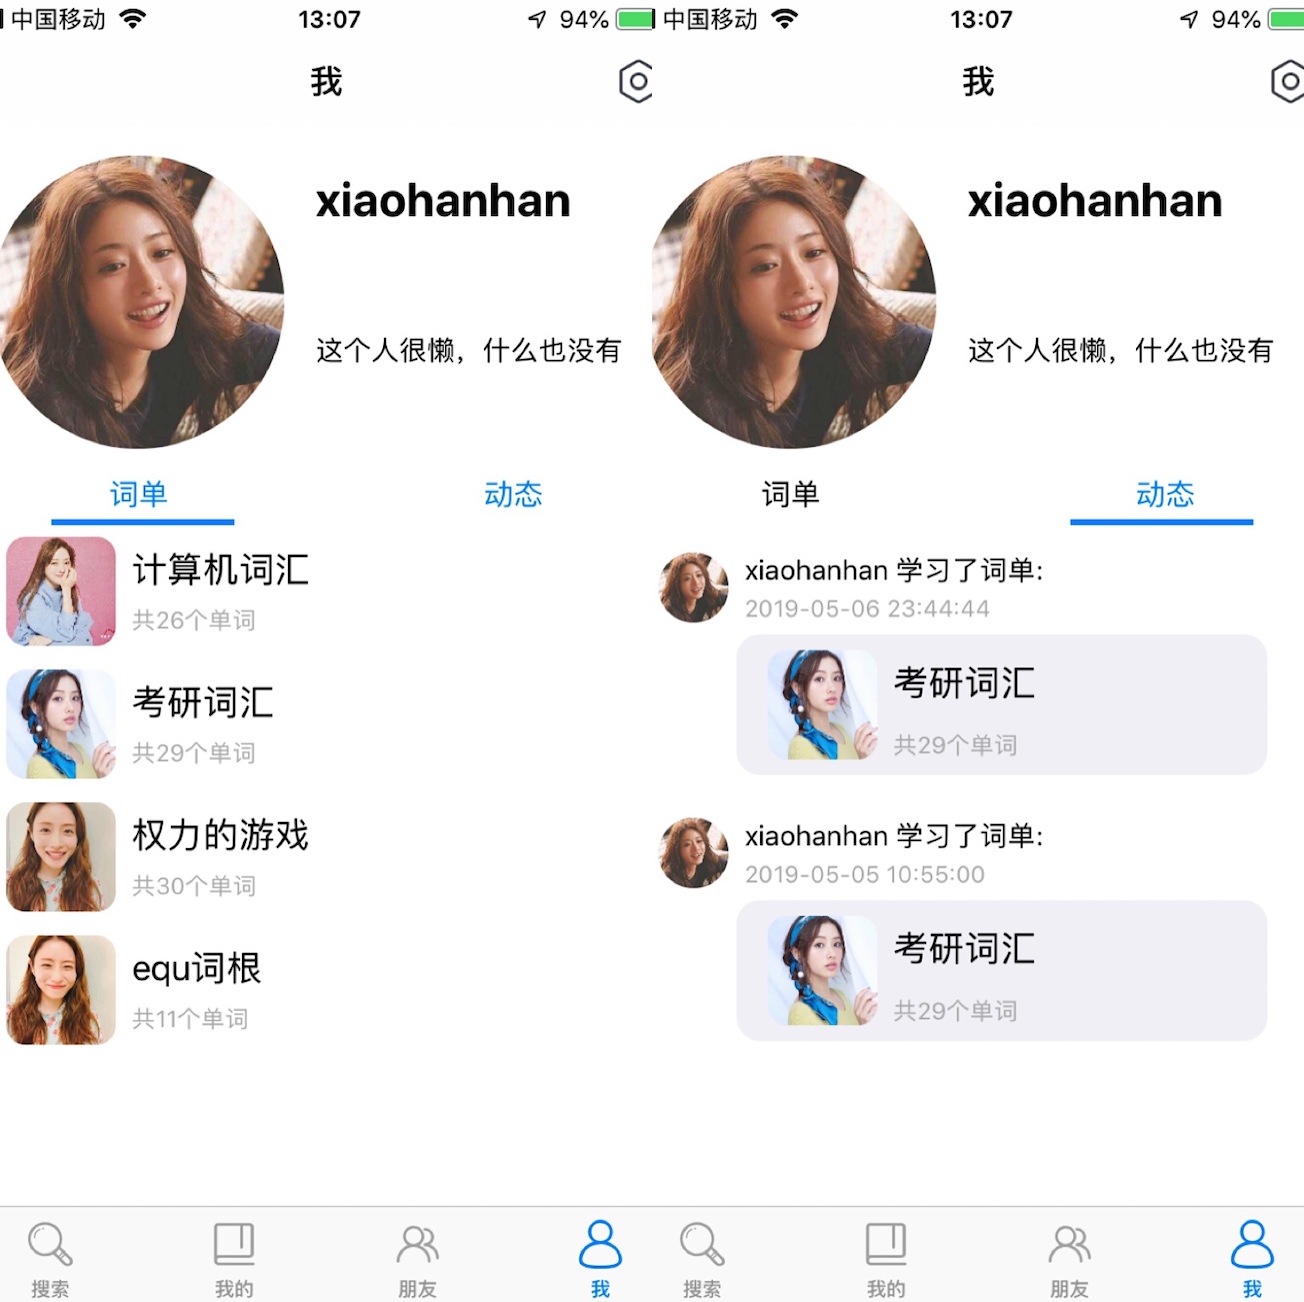 中国移动 13:07 94%
我
xiaohanhan
这个人很懒，什么也没有
词单 动态
计算机词汇
共26个单词
考研词汇
共29个单词
权力的游戏
共30个单词
equ词根
共11个单词
搜索 我的 朋友 我
中国移动 13:07 94%
我
xiaohanhan
这个人很懒，什么也没有
词单 动态
xiaohanhan 学习了词单:
2019-05-06 23:44:44
考研词汇
共29个单词
xiaohanhan 学习了词单:
2019-05-05 10:55:00
考研词汇
共29个单词
搜索 我的 朋友 我